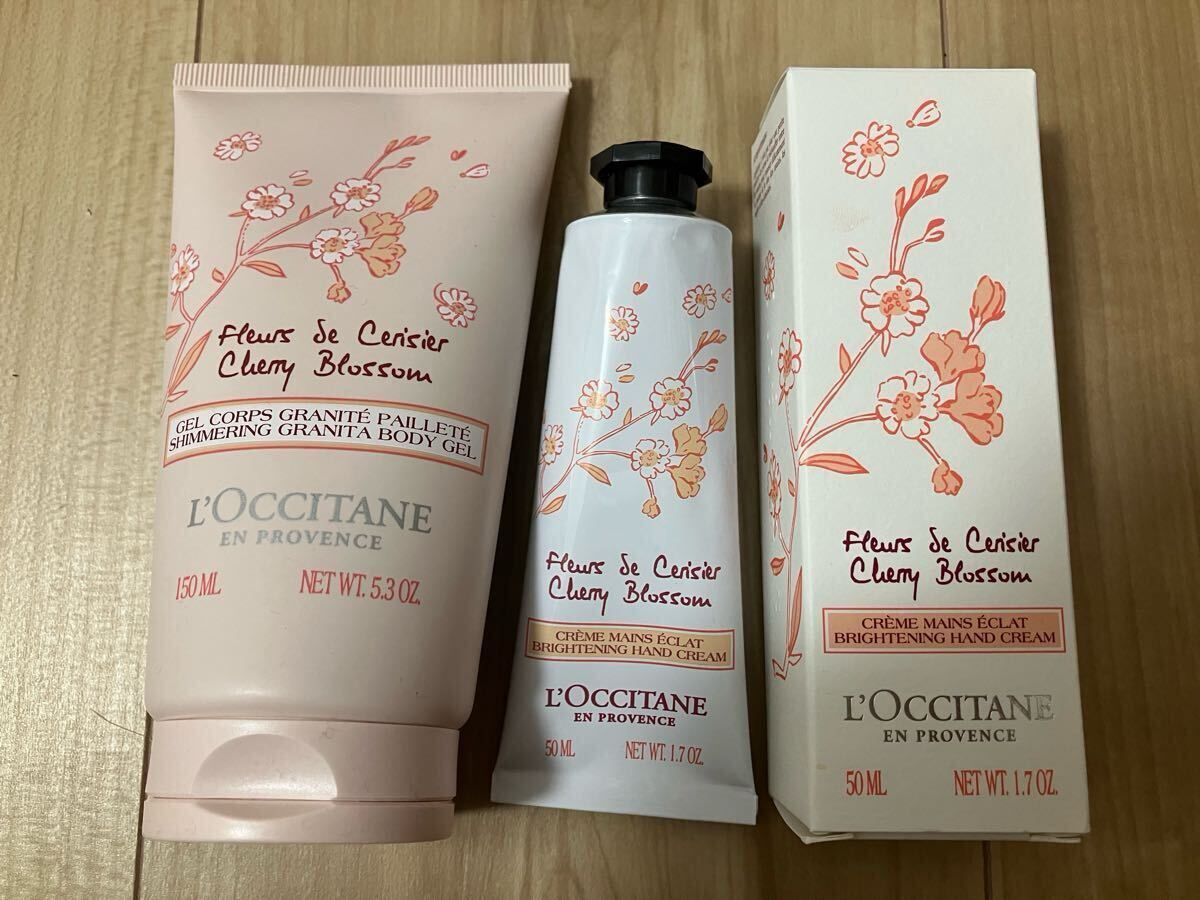 Fleurs de Cerisier
Cherry Blossom
GEL CORPS GRANITÉ PAILLETÉ
SHIMMERING GRANITA BODY GEL
L'OCCITANE
EN PROVENCE
150 ML NET WT. 5.3 OZ.
Fleurs de Cerisier
Cherry Blossom
CRÈME MAINS ÉCLAT
BRIGHTENING HAND CREAM
L'OCCITANE
EN PROVENCE
50 ML NET WT. 1.7 OZ.
Fleurs de Cerisier
Cherry Blossom
CRÈME MAINS ÉCLAT
BRIGHTENING HAND CREAM
L'OCCITANE
EN PROVENCE
50 ML NET WT. 1.7 OZ.